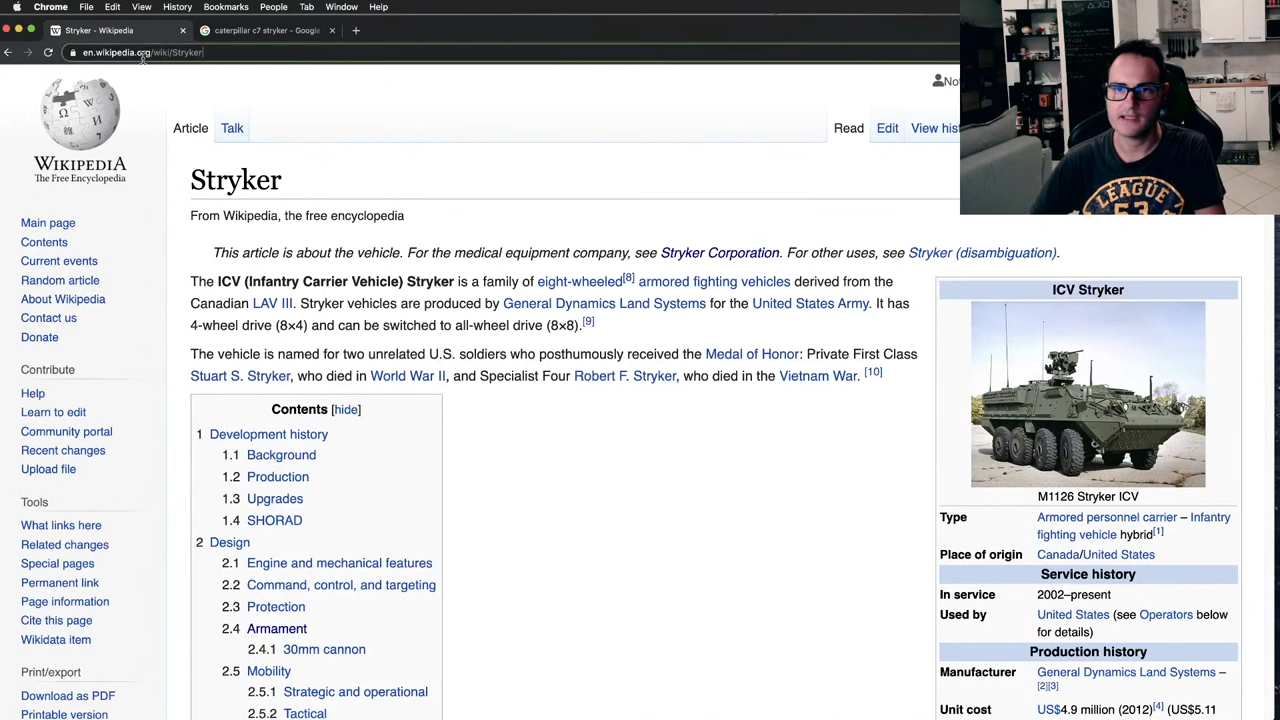 Chrome File Edit View History Bookmarks People Tab Window Help
Stryker - Wikipedia
caterpillar c7 stryker - Google
en.wikipedia.org/wiki/Stryker
WIKIPEDIA
The Free Encyclopedia
Main page
Contents
Current events
Random article
About Wikipedia
Contact us
Donate
Contribute
Help
Learn to edit
Community portal
Recent changes
Upload file
Tools
What links here
Related changes
Special pages
Permanent link
Page information
Cite this page
Wikidata item
Print/export
Download as PDF
Printable version
Article Talk
Read Edit
Stryker
From Wikipedia, the free encyclopedia
This article is about the vehicle. For the medical equipment company, see Stryker Corporation. For other uses, see Stryker (disambiguation).
The ICV (Infantry Carrier Vehicle) Stryker is a family of eight-wheeled[8] armored fighting vehicles derived from the
Canadian LAV III. Stryker vehicles are produced by General Dynamics Land Systems for the United States Army. It has
4-wheel drive (8×4) and can be switched to all-wheel drive (8×8).[9]
The vehicle is named for two unrelated U.S. soldiers who posthumously received the Medal of Honor: Private First Class
Stuart S. Stryker, who died in World War II, and Specialist Four Robert F. Stryker, who died in the Vietnam War. [10]
Contents [hide]
1 Development history
1.1 Background
1.2 Production
1.3 Upgrades
1.4 SHORAD
2 Design
2.1 Engine and mechanical features
2.2 Command, control, and targeting
2.3 Protection
2.4 Armament
2.4.1 30mm cannon
2.5 Mobility
2.5.1 Strategic and operational
2.5.2 Tactical
ICV Stryker
M1126 Stryker ICV
Type Armored personnel carrier – Infantry
fighting vehicle hybrid[1]
Place of origin Canada/United States
Service history
In service 2002–present
Used by United States (see Operators below
for details)
Production history
Manufacturer General Dynamics Land Systems –
[2][3]
Unit cost US$4.9 million (2012)[4] (US$5.11
LEAGUE
53